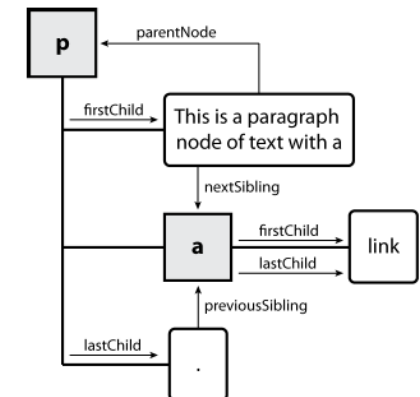 parentNode
p
firstChild
This is a paragraph
node of text with a
nextSibling
a
firstChild
link
lastChild
previousSibling
lastChild
.